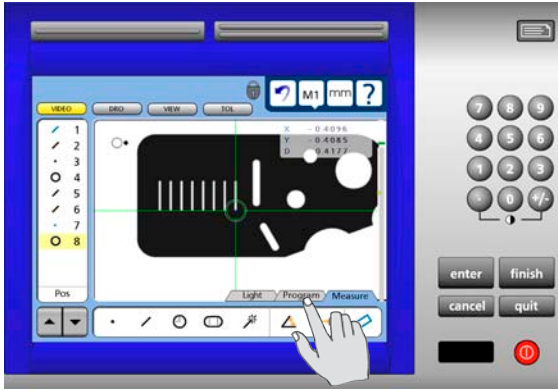 M1 mm ?
VIDEO DRO VIEW TOL
X -0.4096
Y -0.4085
D -0.4177
1
2
3
4
5
6
7
8
Pos
Light Program Measure
7 8 9
4 5 6
1 2 3
. 0 +/-
enter finish
cancel quit